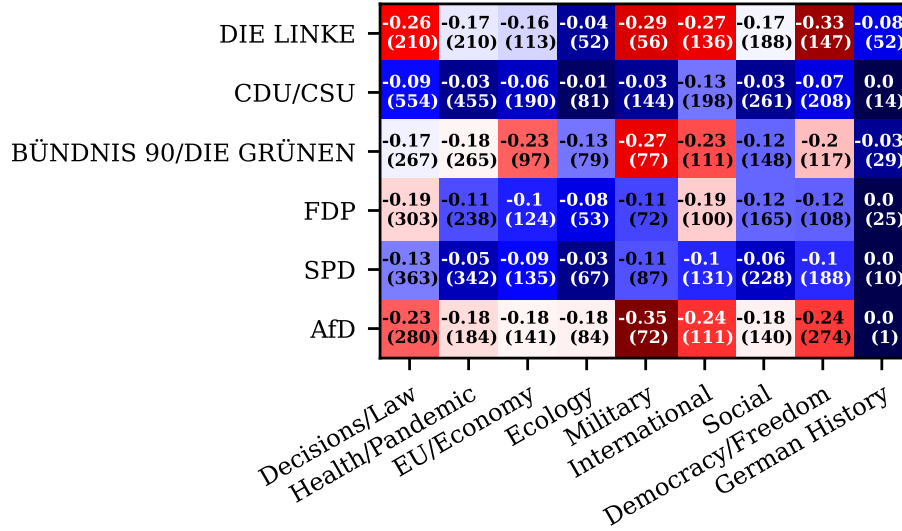 DIE LINKE -0.26 -0.17 -0.16 -0.04 -0.29 -0.27 -0.17 -0.33 -0.08
(210) (210) (113) (52) (56) (136) (188) (147) (52)
CDU/CSU -0.09 -0.03 -0.06 -0.01 -0.03 -0.13 -0.03 -0.07 0.0
(554) (455) (190) (81) (144) (198) (261) (208) (14)
BÜNDNIS 90/DIE GRÜNEN -0.17 -0.18 -0.23 -0.13 -0.27 -0.23 -0.12 -0.2 -0.03
(267) (265) (97) (79) (77) (111) (148) (117) (29)
FDP -0.19 -0.11 -0.1 -0.08 -0.11 -0.19 -0.12 -0.12 0.0
(303) (238) (124) (53) (72) (100) (165) (108) (25)
SPD -0.13 -0.05 -0.09 -0.03 -0.11 -0.1 -0.06 -0.1 0.0
(363) (342) (135) (67) (87) (131) (228) (188) (10)
AfD -0.23 -0.18 -0.18 -0.18 -0.35 -0.24 -0.18 -0.24 0.0
(280) (184) (141) (84) (72) (111) (140) (274) (1)
Decisions/Law
Health/Pandemic
EU/Economy
Ecology
Military
International
Social
Democracy/Freedom
German History